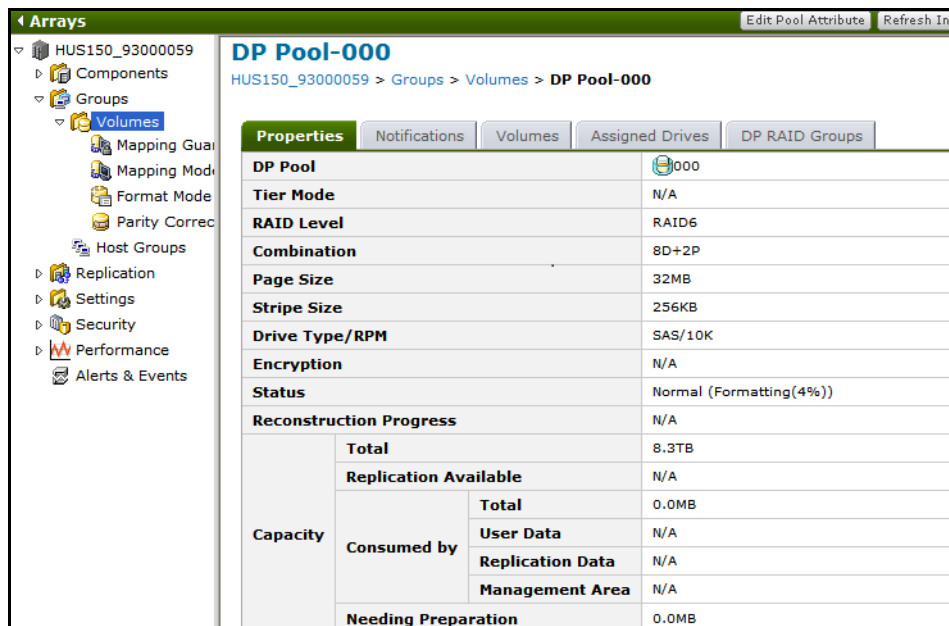 Arrays
Edit Pool Attribute
Refresh In
HUS150_93000059
Components
Groups
Volumes
Mapping Guar
Mapping Mode
Format Mode
Parity Correc
Host Groups
Replication
Settings
Security
Performance
Alerts & Events
DP Pool-000
HUS150_93000059 > Groups > Volumes > DP Pool-000
Properties Notifications Volumes Assigned Drives DP RAID Groups
DP Pool 000
Tier Mode N/A
RAID Level RAID6
Combination 8D+2P
Page Size 32MB
Stripe Size 256KB
Drive Type/RPM SAS/10K
Encryption N/A
Status Normal (Formatting(4%))
Reconstruction Progress N/A
Capacity
Total 8.3TB
Replication Available N/A
Consumed by
Total 0.0MB
User Data N/A
Replication Data N/A
Management Area N/A
Needing Preparation 0.0MB